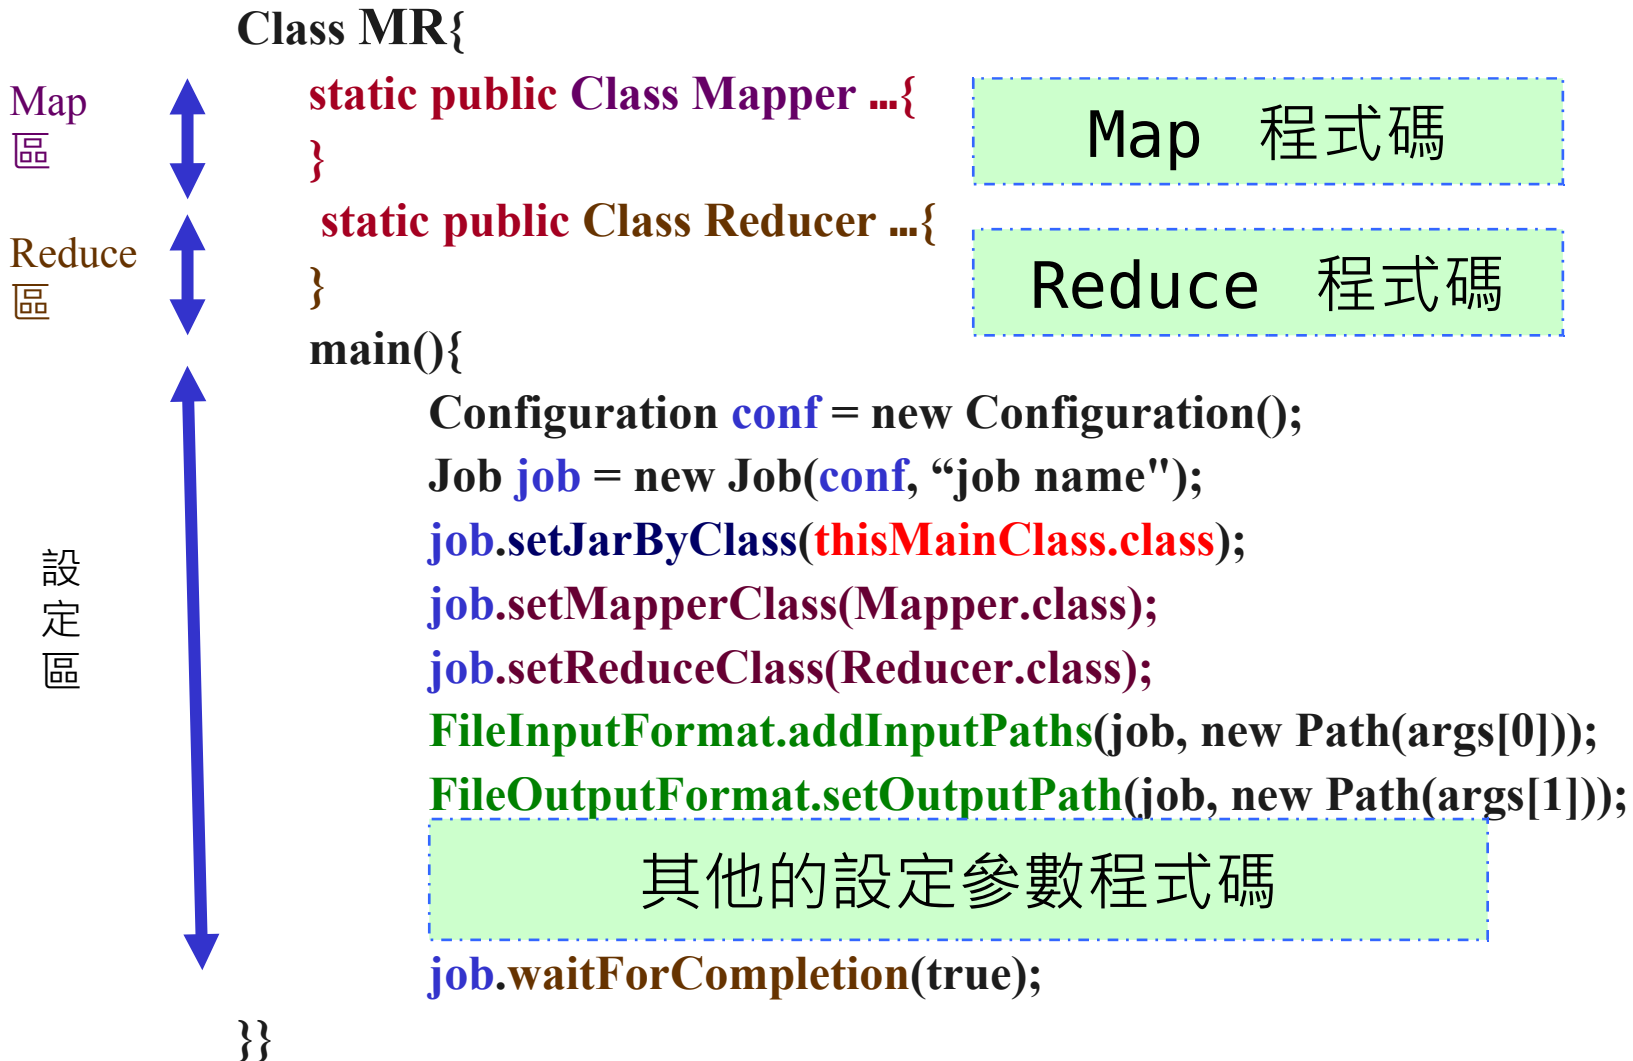 Class MR{
Map
區
static public Class Mapper …{
}
Map 程式碼
Reduce
區
static public Class Reducer …{
}
Reduce 程式碼
設
定
區
main(){
Configuration conf = new Configuration();
Job job = new Job(conf, “job name");
job.setJarByClass(thisMainClass.class);
job.setMapperClass(Mapper.class);
job.setReduceClass(Reducer.class);
FileInputFormat.addInputPaths(job, new Path(args[0]));
FileOutputFormat.setOutputPath(job, new Path(args[1]));
其他的設定參數程式碼
job.waitForCompletion(true);
}}